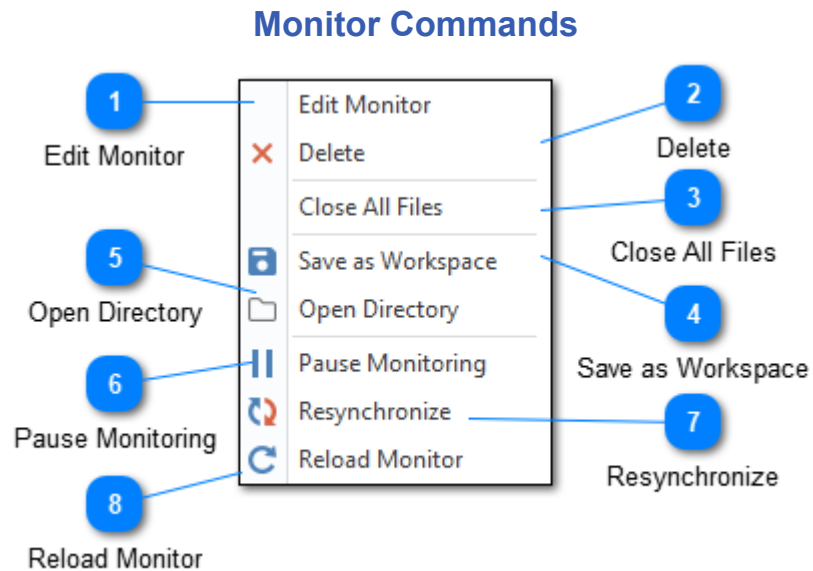 Monitor Commands
1
Edit Monitor
2
Delete
3
Close All Files
4
Save as Workspace
5
Open Directory
6
Pause Monitoring
7
Resynchronize
8
Reload Monitor
Edit Monitor
Delete
Close All Files
Save as Workspace
Open Directory
Pause Monitoring
Resynchronize
Reload Monitor